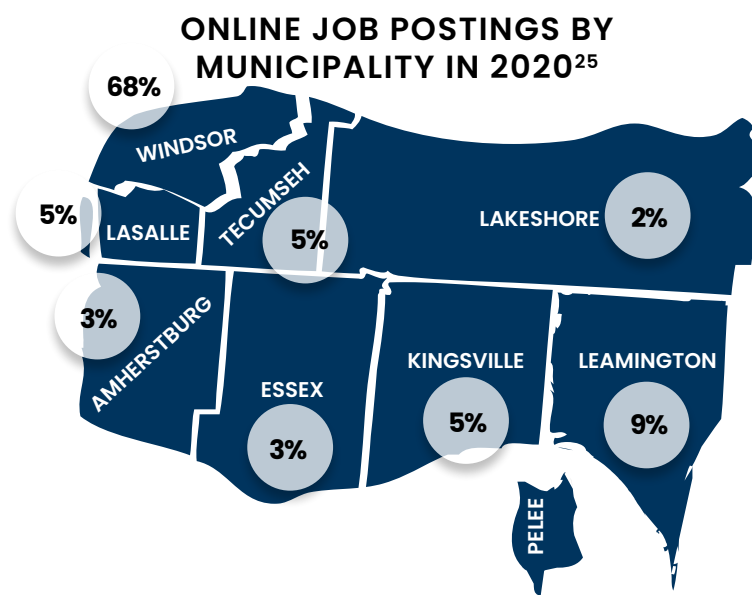 ONLINE JOB POSTINGS BY
MUNICIPALITY IN 2020²⁵
68%
WINDSOR
5%
LASALLE
TECUMSEH
5%
LAKESHORE
2%
3%
AMHERSTBURG
ESSEX
3%
KINGSVILLE
5%
LEAMINGTON
9%
PELEE